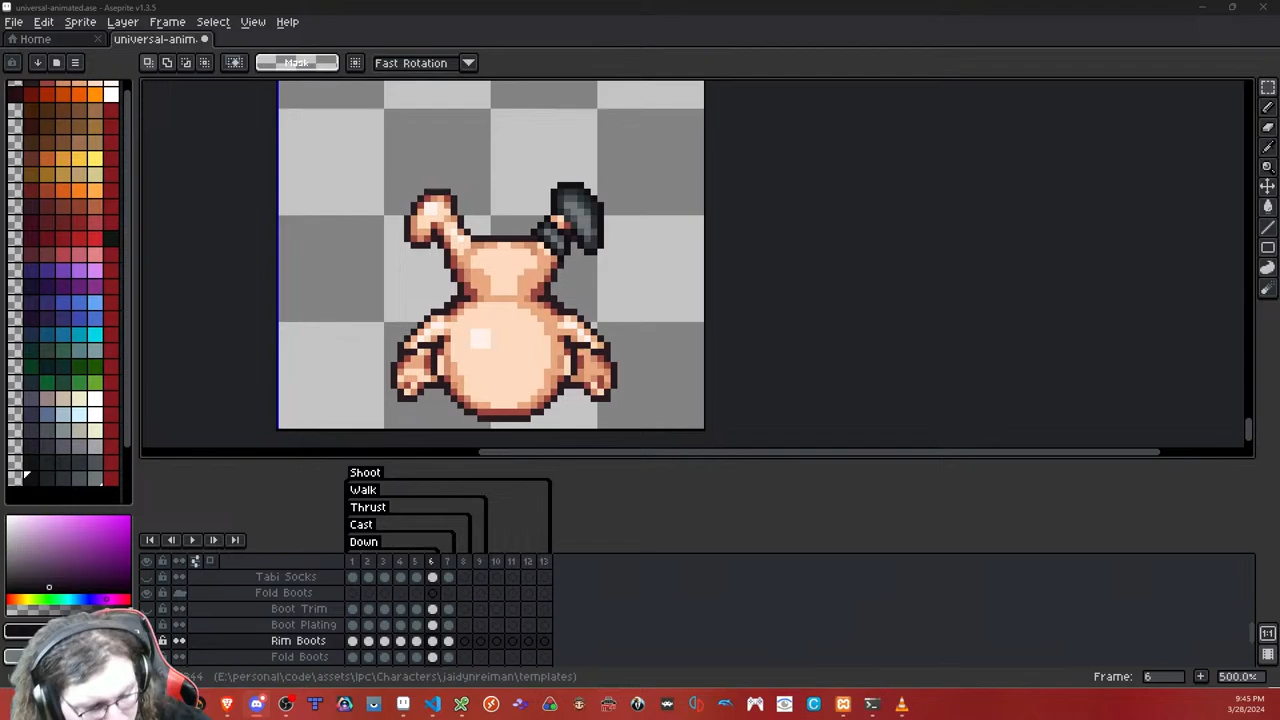 universal-animated.ase - Aseprite v1.3.5
File Edit Sprite Layer Frame Select View Help
Home universal-anim.
Mask Fast Rotation
Shoot
Walk
Thrust
Cast
Down
1 2 3 4 5 6 7 8 9 10 11 12 13
Tabi Socks
Fold Boots
Boot Trim
Boot Plating
Rim Boots
Fold Boots
(E:\personal\code\assets\lpc\Characters\jaidynreiman\templates)
Frame: 6 + 500.0%
1:1
9:45 PM
3/28/2024